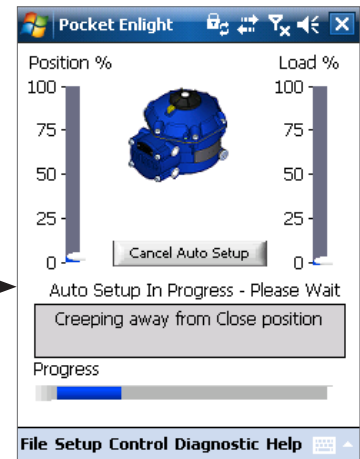 Pocket Enlight
Position % Load %
100 100
75 75
50 50
25 25
0 0
Cancel Auto Setup
Auto Setup In Progress - Please Wait
Creeping away from Close position
Progress
File Setup Control Diagnostic Help